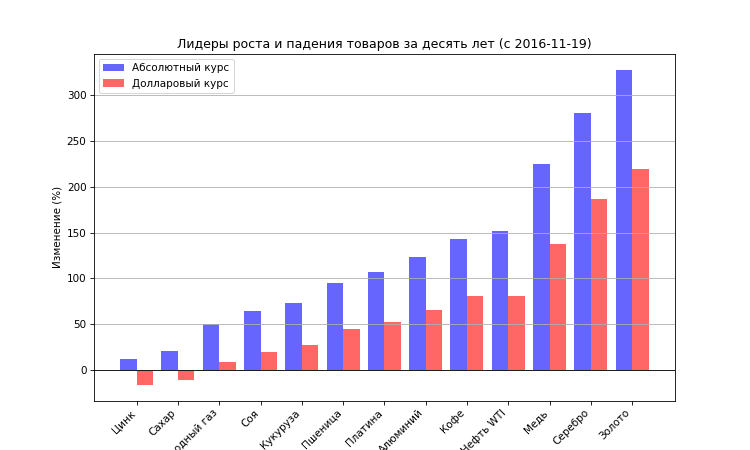 Лидеры роста и падения товаров за десять лет (с 2016-11-19)
Абсолютный курс
Долларовый курс
Изменение (%)
300
250
200
150
100
50
0
Цинк
Сахар
газ
Соя
Кукуруза
Пшеница
Платина
Алюминий
Кофе
Нефть WTI
Медь
Серебро
Золото